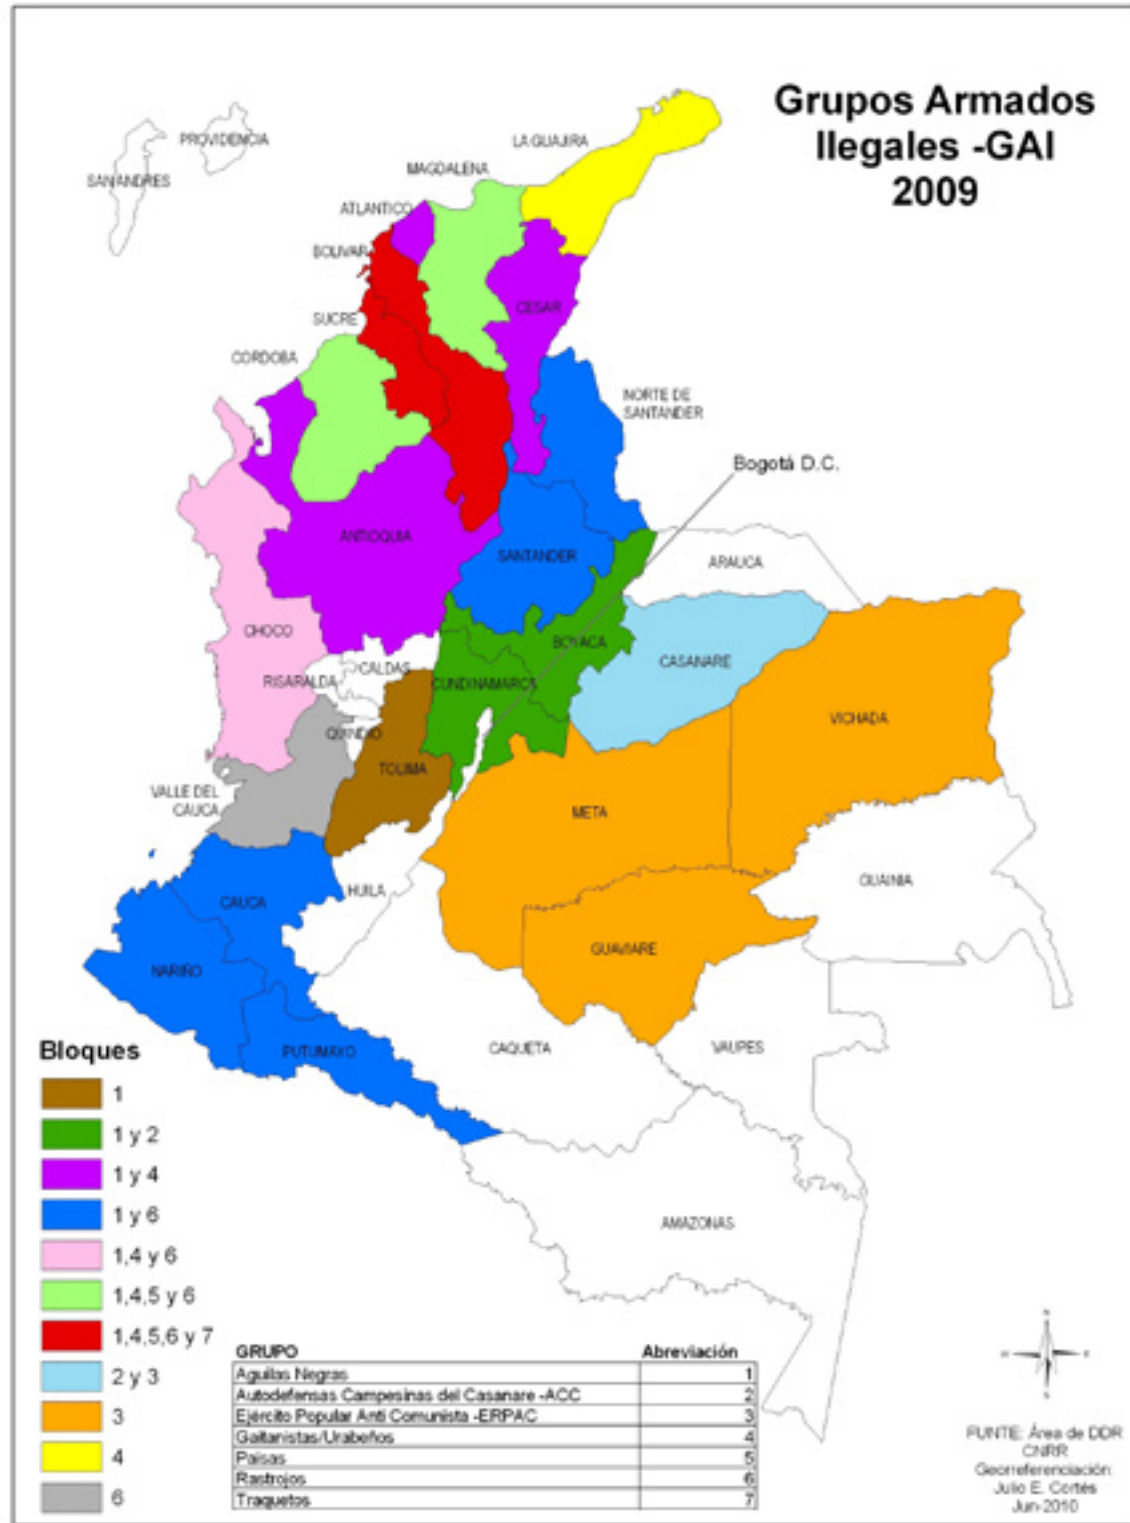 Grupos Armados
Ilegales -GAI
2009
PROVIDENCIA
SAN ANDRES
LA GUAJIRA
MAGDALENA
ATLANTICO
BOLIVAR
CESAR
SUCRE
CORDOBA
NORTE DE
SANTANDER
Bogotá D.C.
ANTIOQUIA
SANTANDER
ARAUCA
CHOCO
BOYACA
CASANARE
CALDAS
RISARALDA
CUNDINAMARCA
VICHADA
QUINDIO
TOLIMA
VALLE DEL
CAUCA
META
GUAINIA
HUILA
CAUCA
GUAVIARE
NARIÑO
CAQUETA
VAUPES
PUTUMAYO
AMAZONAS
Bloques
1
1 y 2
1 y 4
1 y 6
1,4 y 6
1,4,5 y 6
1,4,5,6 y 7
2 y 3
3
4
6
GRUPO Abreviación
Aguilas Negras 1
Autodefensas Campesinas del Casanare -ACC 2
Ejército Popular Anti Comunista -ERPAC 3
Gaitanistas/Urabeños 4
Paisas 5
Rastrojos 6
Traquetos 7
FUNTE: Área de DDR
CNRR
Georreferenciación:
Julio E. Cortés
Jun-2010